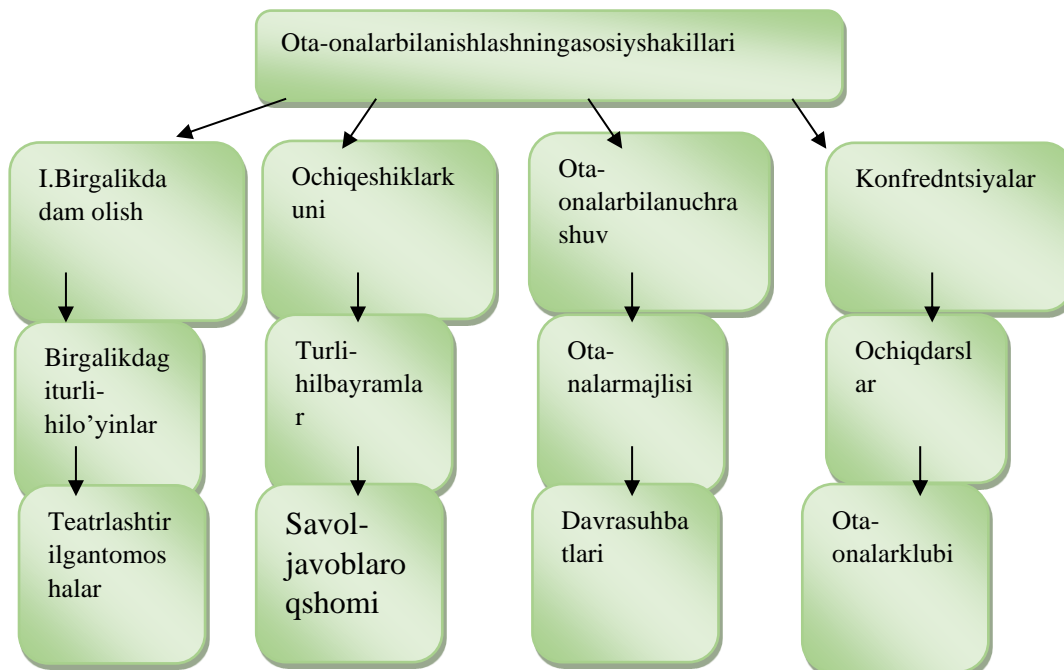 Ota-onalarbilanishlashningasosiyshakillari
I.Birgalikda
dam olish
Ochiqeshiklark
uni
Ota-
onalarbilanuchra
shuv
Konfredntsiyalar
Birgalikdag
iturli-
hilo’yinlar
Turli-
hilbayramla
r
Ota-
nalarmajlisi
Ochiqdarsl
ar
Teatrlashtir
ilgantomos
halar
Savol-
javoblaro
qshomi
Davrasuhba
tlari
Ota-
onalarklubi